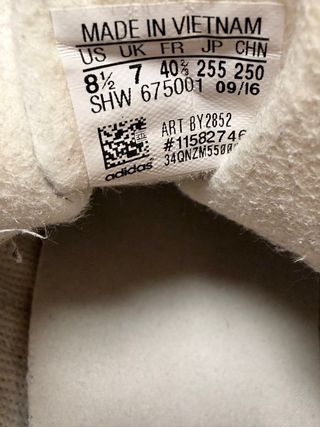 MADE IN VIETNAM
US UK FR JP CHN
8½ 7 40⅔ 255 250
SHW 675001 09/16
ART BY2852
#11582746
adidas